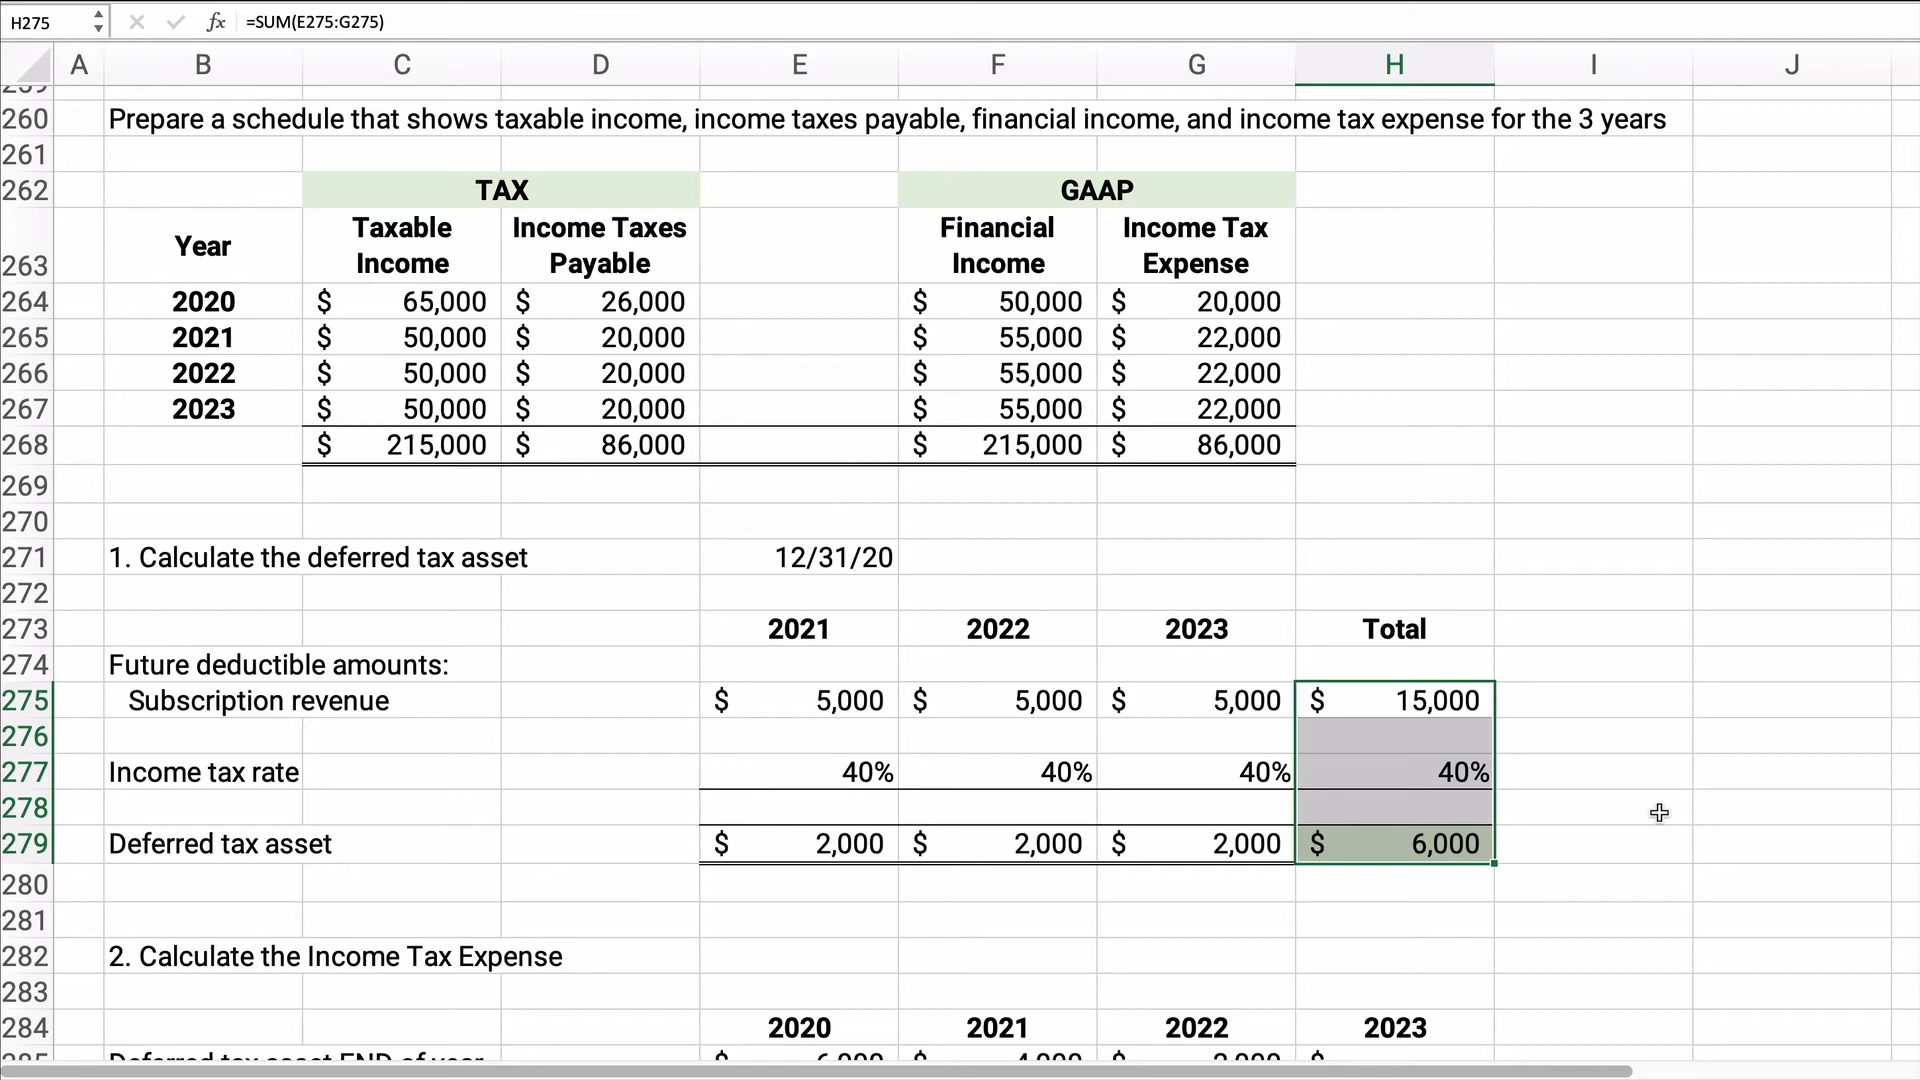 H275 fx =SUM(E275:G275)
A B C D E F G H I J
260 Prepare a schedule that shows taxable income, income taxes payable, financial income, and income tax expense for the 3 years
261
262 TAX GAAP
263 Year Taxable Income Income Taxes Payable Financial Income Income Tax Expense
264 2020 $ 65,000 $ 26,000 $ 50,000 $ 20,000
265 2021 $ 50,000 $ 20,000 $ 55,000 $ 22,000
266 2022 $ 50,000 $ 20,000 $ 55,000 $ 22,000
267 2023 $ 50,000 $ 20,000 $ 55,000 $ 22,000
268 $ 215,000 $ 86,000 $ 215,000 $ 86,000
269
270
271 1. Calculate the deferred tax asset 12/31/20
272
273 2021 2022 2023 Total
274 Future deductible amounts:
275 Subscription revenue $ 5,000 $ 5,000 $ 5,000 $ 15,000
276
277 Income tax rate 40% 40% 40% 40%
278
279 Deferred tax asset $ 2,000 $ 2,000 $ 2,000 $ 6,000
280
281
282 2. Calculate the Income Tax Expense
283
284 2020 2021 2022 2023